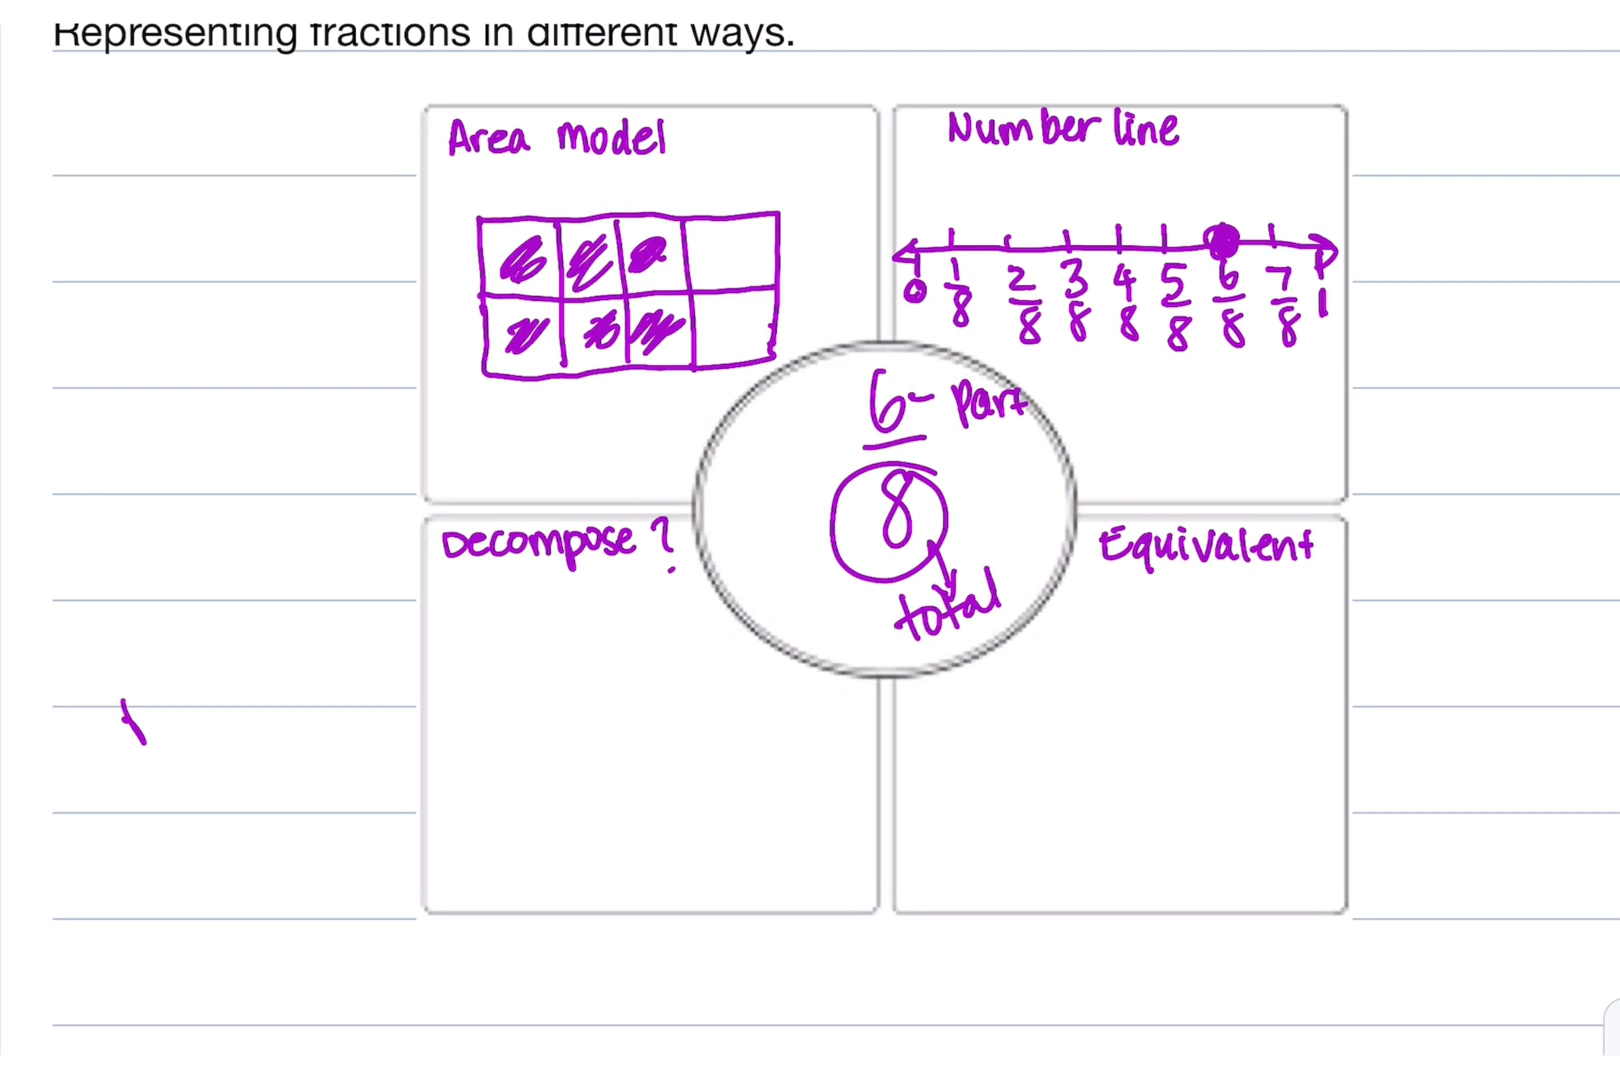 Representing fractions in different ways.
Area model
Number line
0 1/8 2/8 3/8 4/8 5/8 6/8 7/8 1
6 - Part
8
total
Decompose?
Equivalent